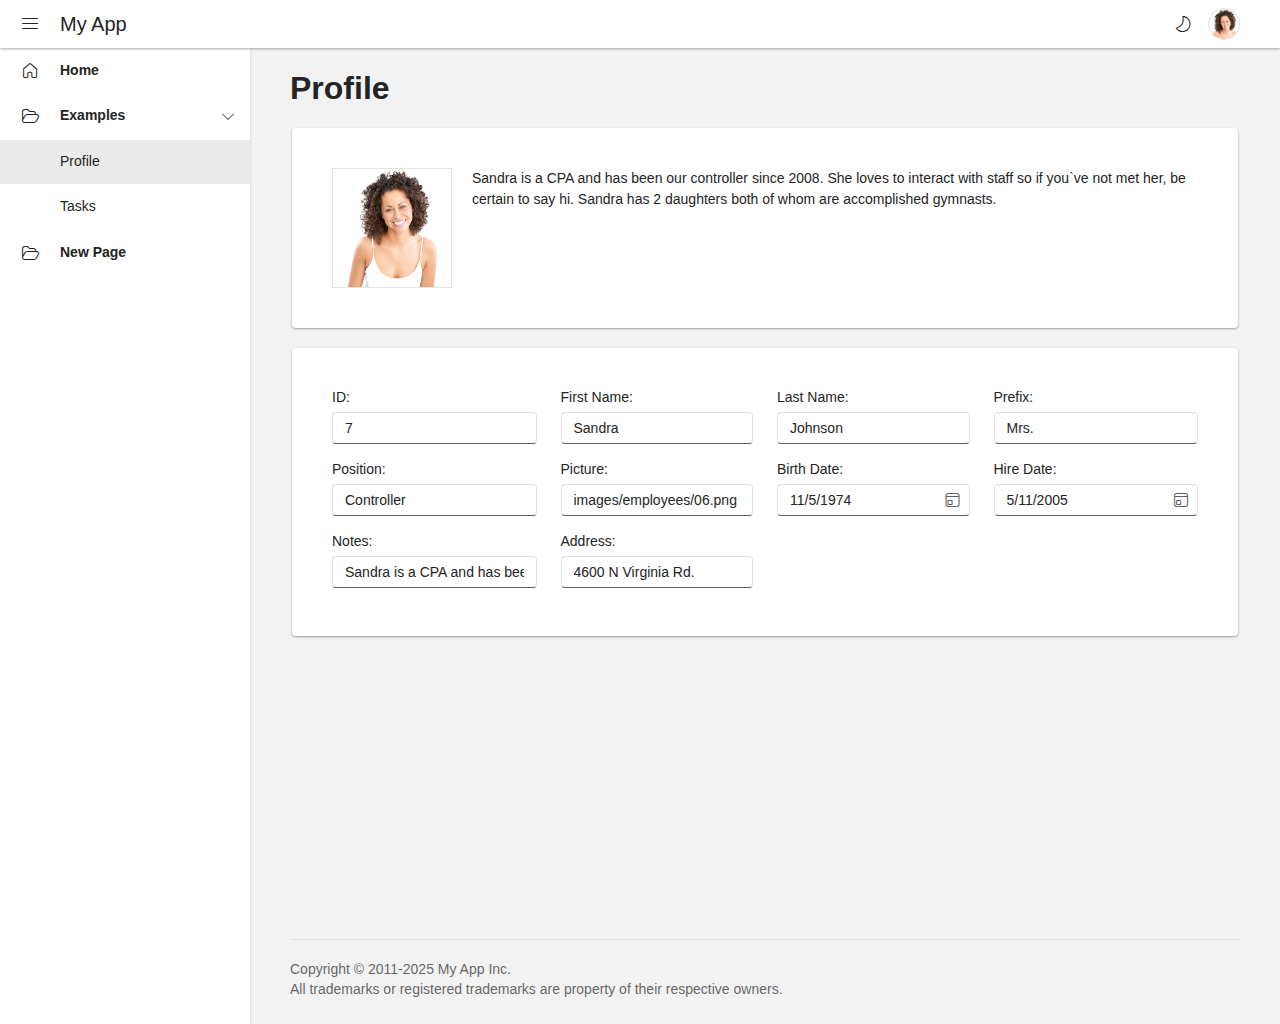 My App
Home
Examples
Profile
Tasks
New Page
Profile
Sandra is a CPA and has been our controller since 2008. She loves to interact with staff so if you`ve not met her, be
certain to say hi. Sandra has 2 daughters both of whom are accomplished gymnasts.
ID: First Name: Last Name: Prefix:
7 Sandra Johnson Mrs.
Position: Picture: Birth Date: Hire Date:
Controller images/employees/06.png 11/5/1974 5/11/2005
Notes: Address:
Sandra is a CPA and has bee 4600 N Virginia Rd.
Copyright © 2011-2025 My App Inc.
All trademarks or registered trademarks are property of their respective owners.